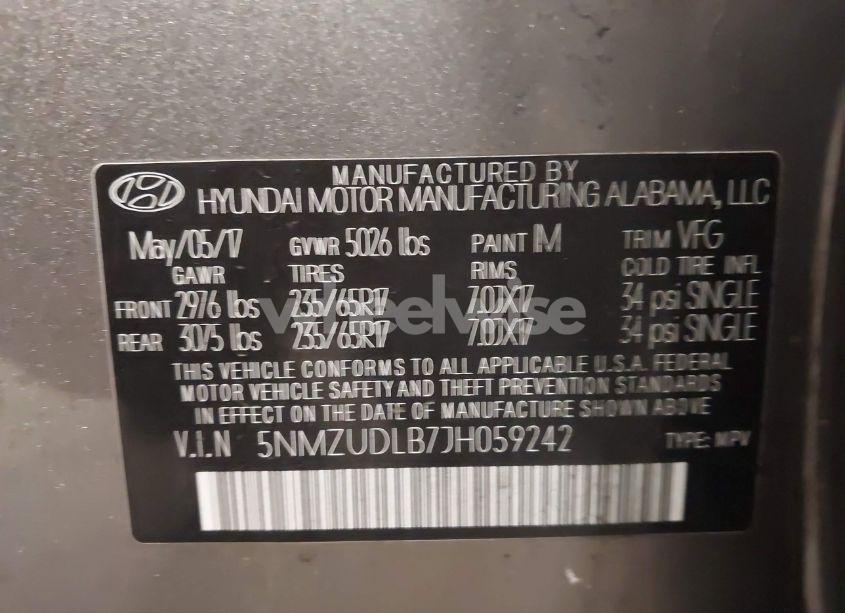 MANUFACTURED BY
HYUNDAI MOTOR MANUFACTURING ALABAMA, LLC
May/05/17 GVWR 5026 lbs PAINT IM TRIM VFG
GAWR TIRES RIMS COLD TIRE INFL
FRONT 2976 lbs 235/65R17 7.0JX17 34 psi SINGLE
REAR 3075 lbs 235/65R17 7.0JX17 34 psi SINGLE
THIS VEHICLE CONFORMS TO ALL APPLICABLE U.S.A. FEDERAL
MOTOR VEHICLE SAFETY AND THEFT PREVENTION STANDARDS
IN EFFECT ON THE DATE OF MANUFACTURE SHOWN ABOVE
V.I.N 5NMZUDLB7JH059242 TYPE: MPV